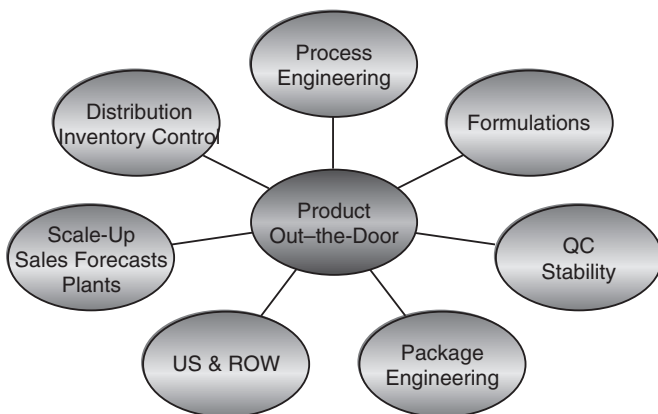 Process
Engineering
Distribution
Inventory Control
Formulations
Product
Out–the-Door
Scale-Up
Sales Forecasts
Plants
QC
Stability
US & ROW
Package
Engineering